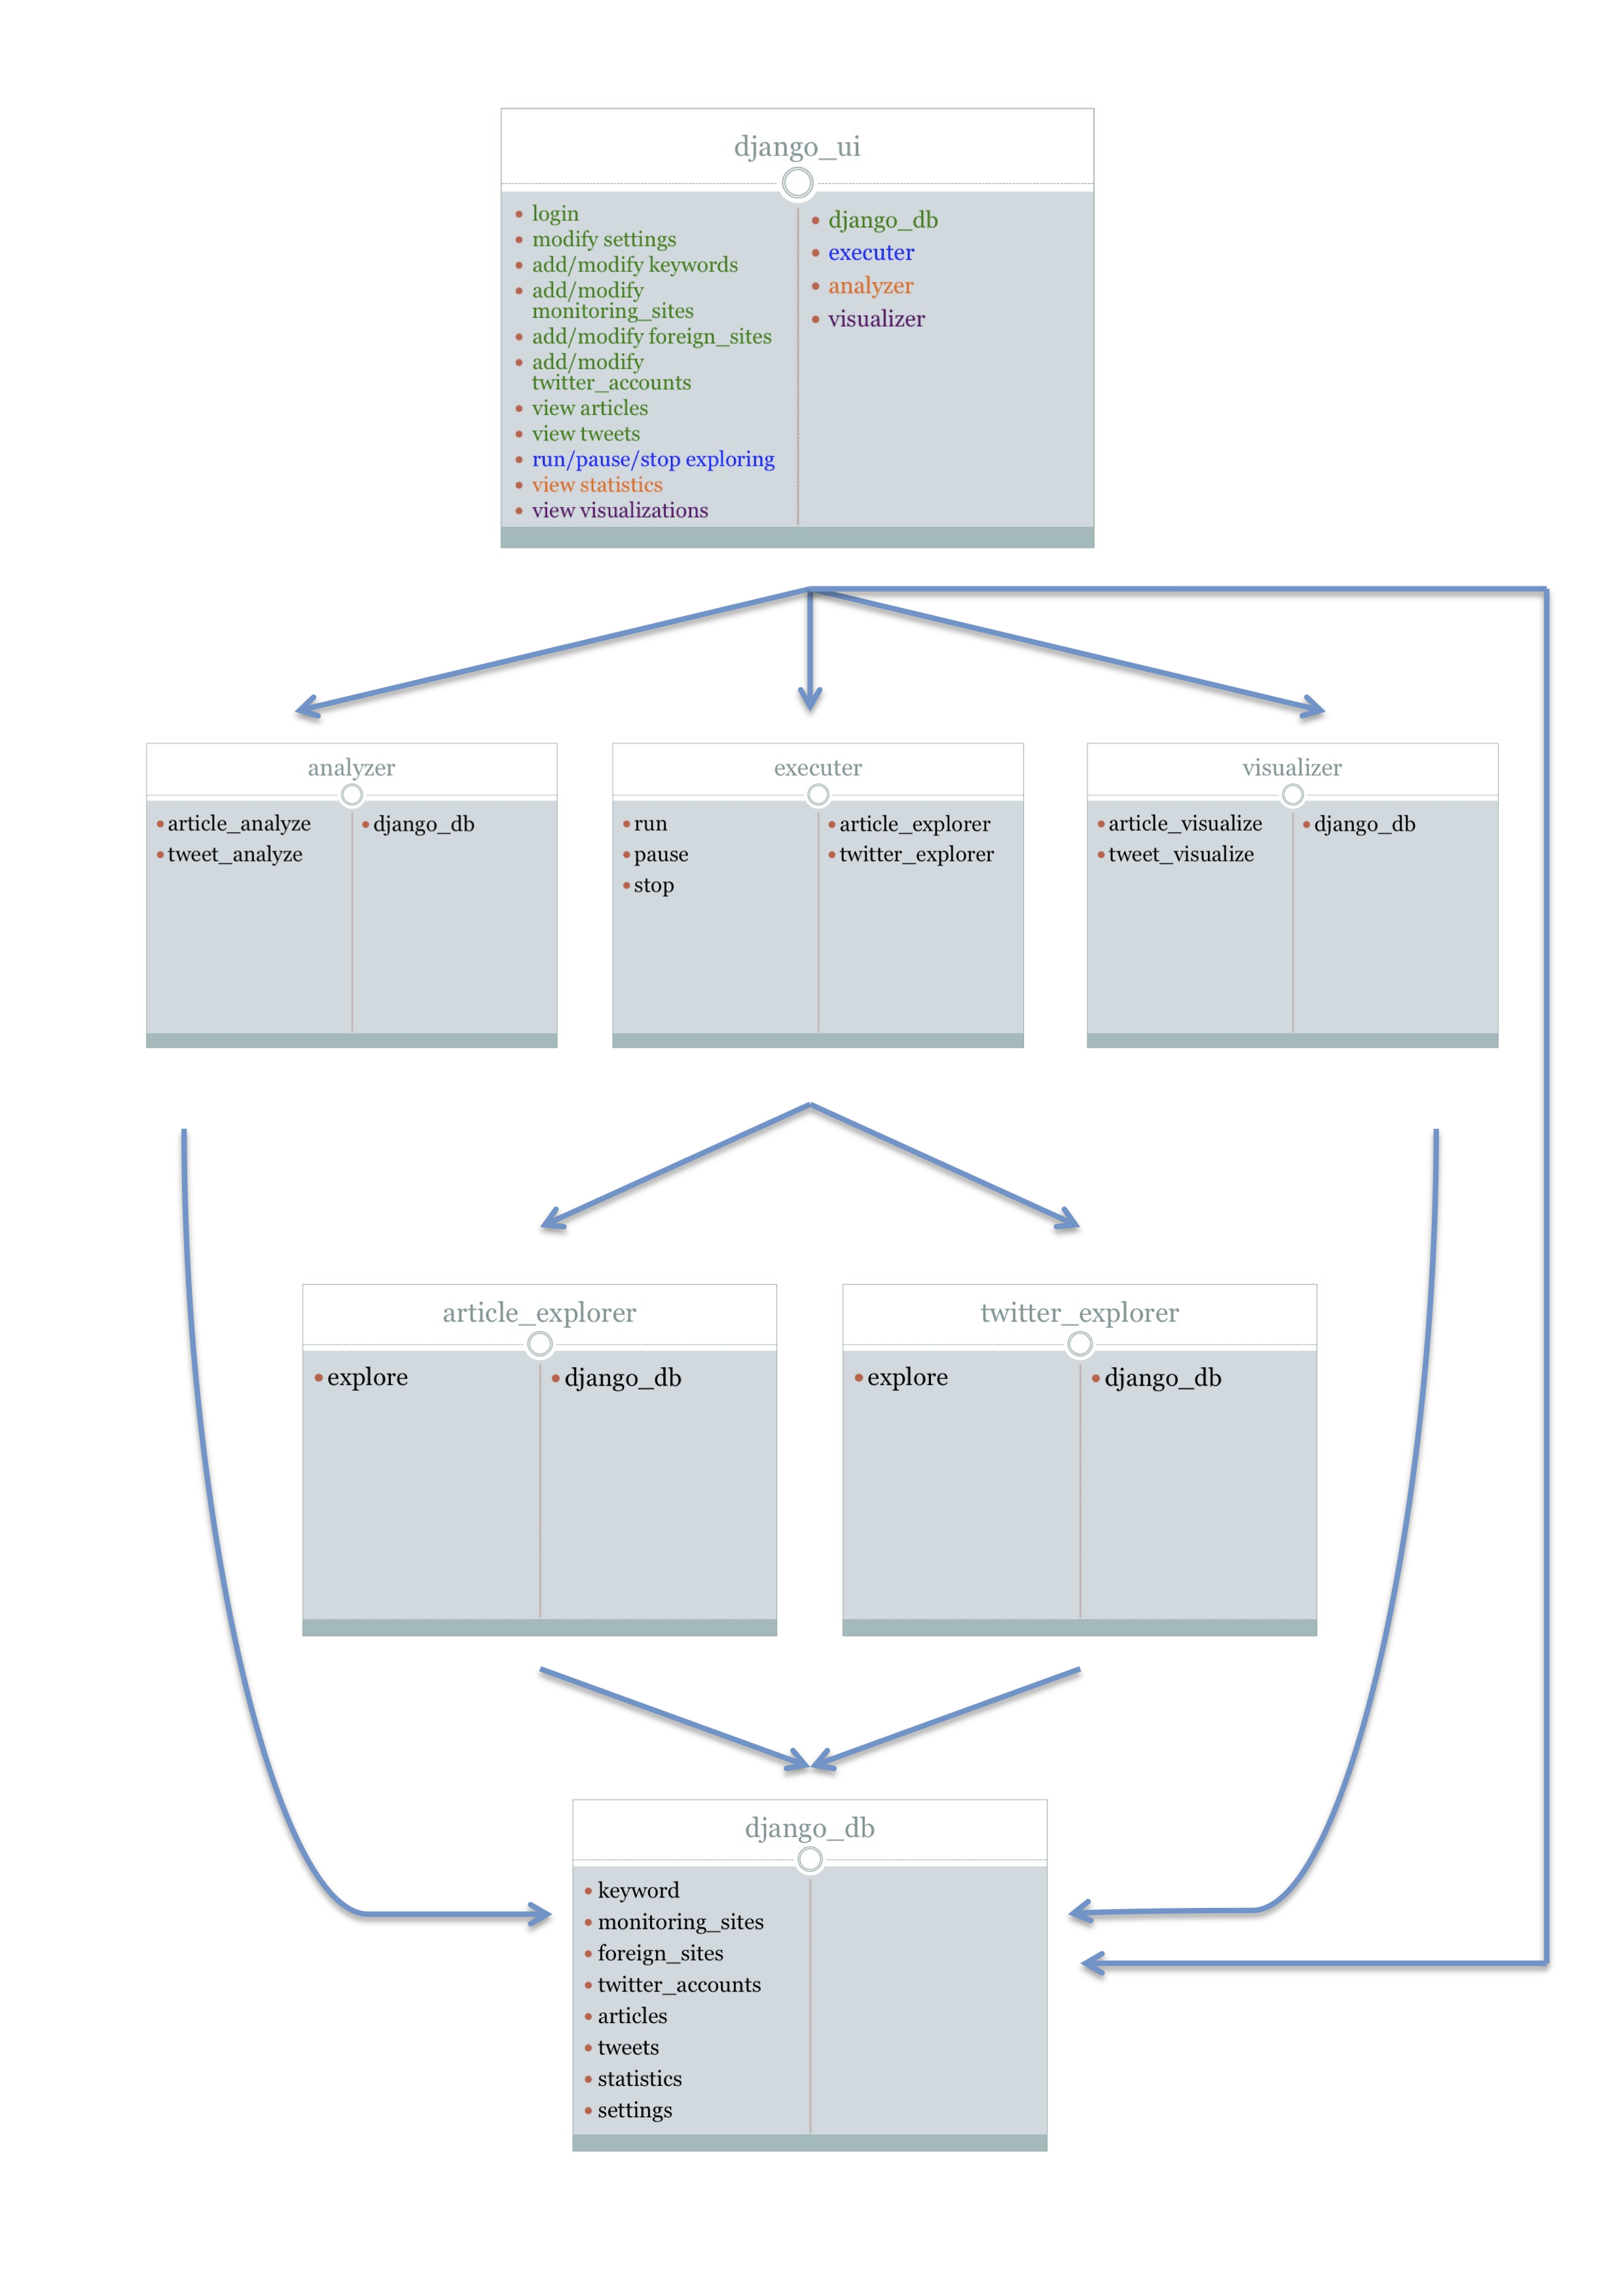 django_ui
login
modify settings
add/modify keywords
add/modify
monitoring_sites
add/modify foreign_sites
add/modify
twitter_accounts
view articles
view tweets
run/pause/stop exploring
view statistics
view visualizations
django_db
executer
analyzer
visualizer
analyzer
article_analyze
tweet_analyze
django_db
executer
run
pause
stop
article_explorer
twitter_explorer
visualizer
article_visualize
tweet_visualize
django_db
article_explorer
explore
django_db
twitter_explorer
explore
django_db
django_db
keyword
monitoring_sites
foreign_sites
twitter_accounts
articles
tweets
statistics
settings